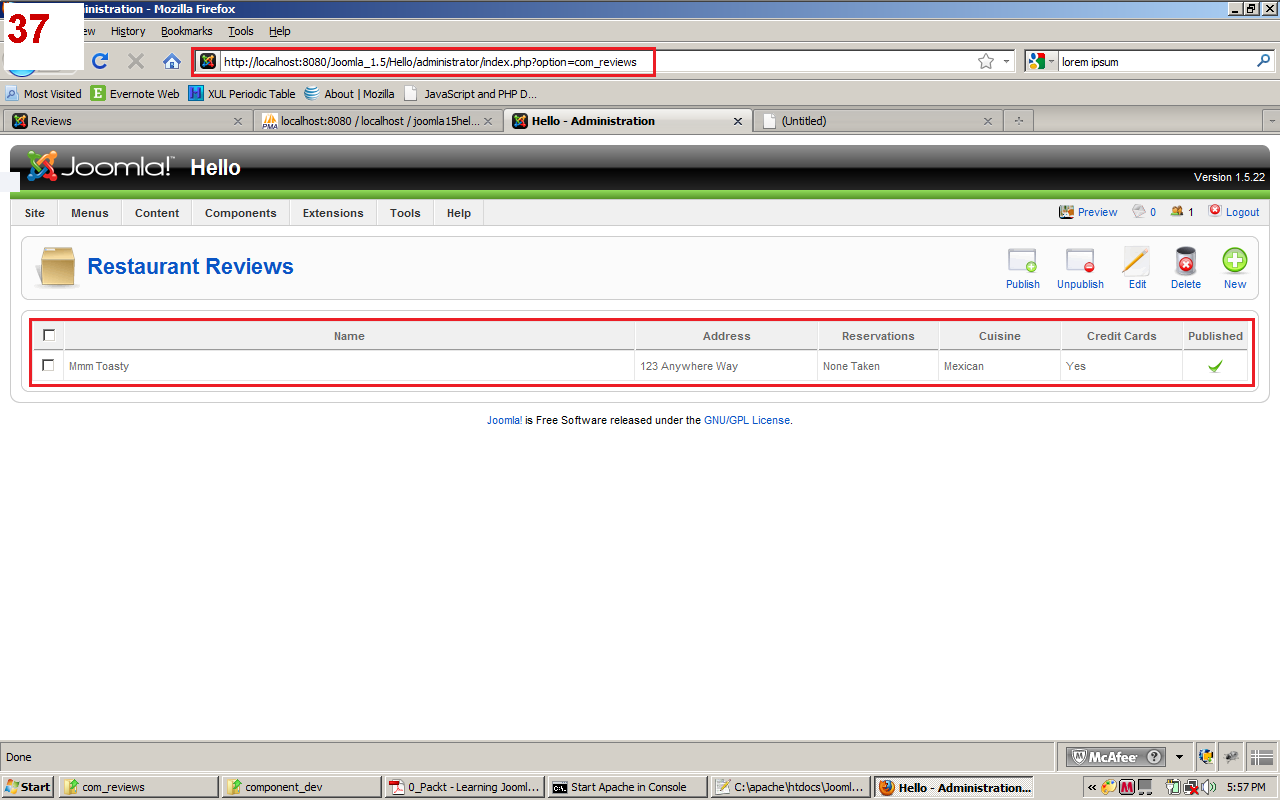 37
ministration - Mozilla Firefox
ew History Bookmarks Tools Help
http://localhost:8080/Joomla_1.5/Hello/administrator/index.php?option=com_reviews
lorem ipsum
Most Visited Evernote Web XUL Periodic Table About | Mozilla JavaScript and PHP D...
Reviews localhost:8080 / localhost / joomla15hel... Hello - Administration (Untitled)
Joomla! Hello
Version 1.5.22
Site Menus Content Components Extensions Tools Help Preview 0 1 Logout
Restaurant Reviews
Publish Unpublish Edit Delete New
Name Address Reservations Cuisine Credit Cards Published
Mmm Toasty 123 Anywhere Way None Taken Mexican Yes
Joomla! is Free Software released under the GNU/GPL License.
Done McAfee
Start com_reviews component_dev 0_Packt - Learning Jooml... Start Apache in Console C:\apache\htdocs\Jooml... Hello - Administration... 5:57 PM